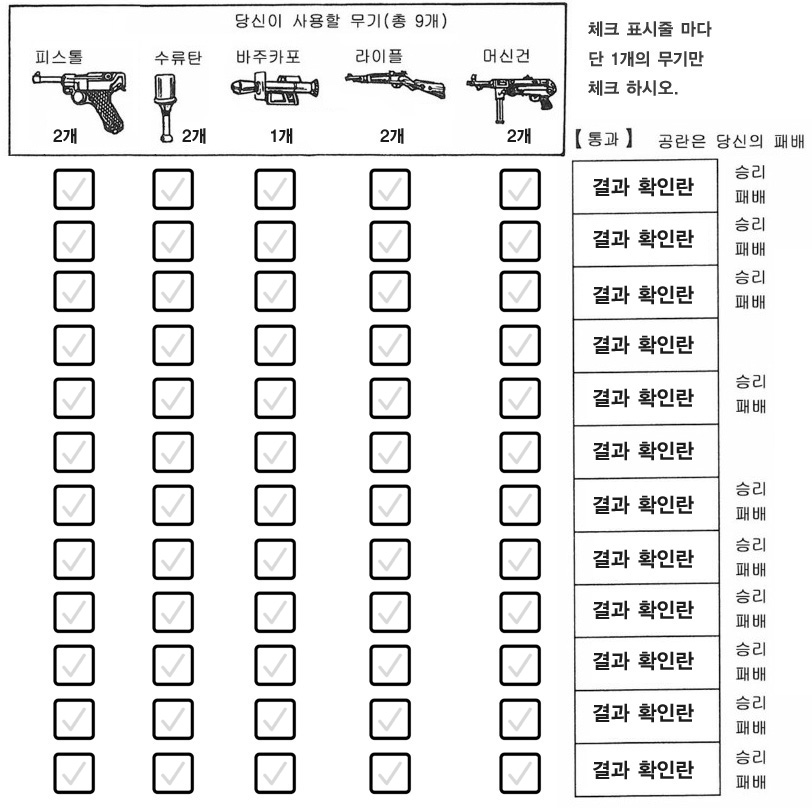 당신이 사용할 무기(총 9개)
피스톨 수류탄 바주카포 라이플 머신건
2개 2개 1개 2개 2개
체크 표시줄 마다
단 1개의 무기만
체크 하시오.
【통과】 공란은 당신의 패배
결과 확인란 승리
패배
결과 확인란 승리
패배
결과 확인란 승리
패배
결과 확인란
결과 확인란 승리
패배
결과 확인란
결과 확인란 승리
패배
결과 확인란 승리
패배
결과 확인란 승리
패배
결과 확인란 승리
패배
결과 확인란 승리
패배
결과 확인란 승리
패배